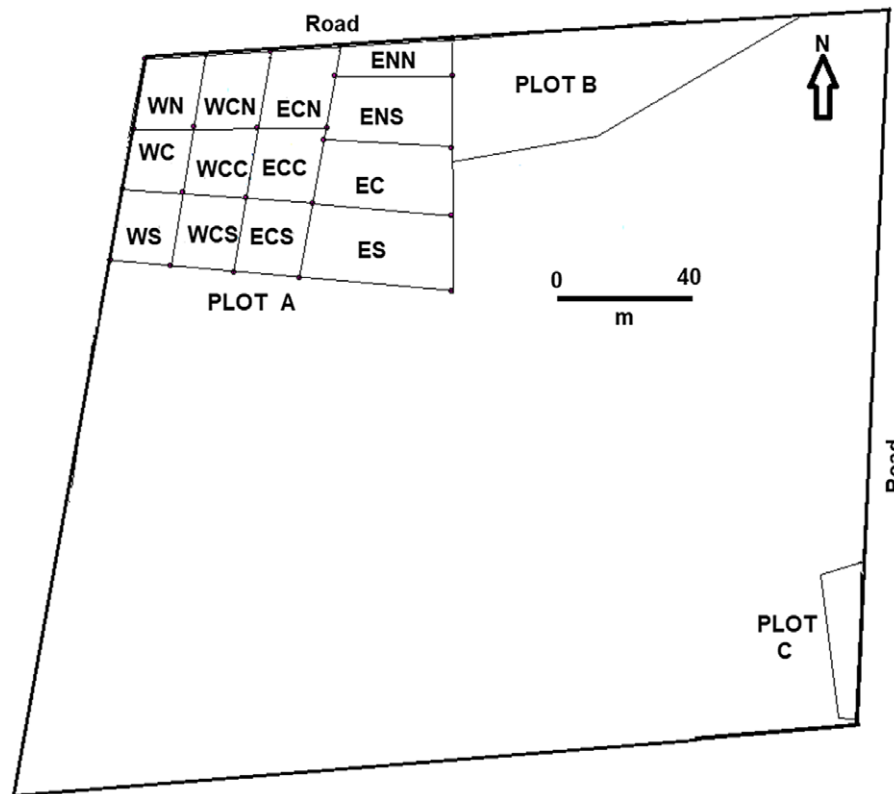 Road
N
ENN
PLOT B
WN WCN ECN ENS
WC WCC ECC EC
WS WCS ECS ES
PLOT A
0 40
m
Road
PLOT
C